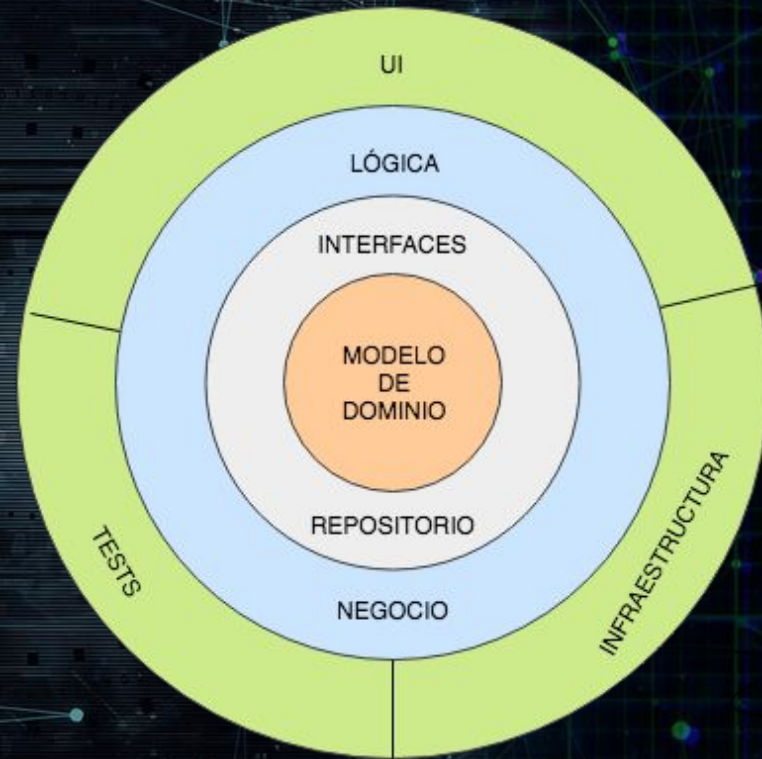 UI
LÓGICA
INTERFACES
MODELO
DE
DOMINIO
REPOSITORIO
NEGOCIO
TESTS
INFRAESTRUCTURA